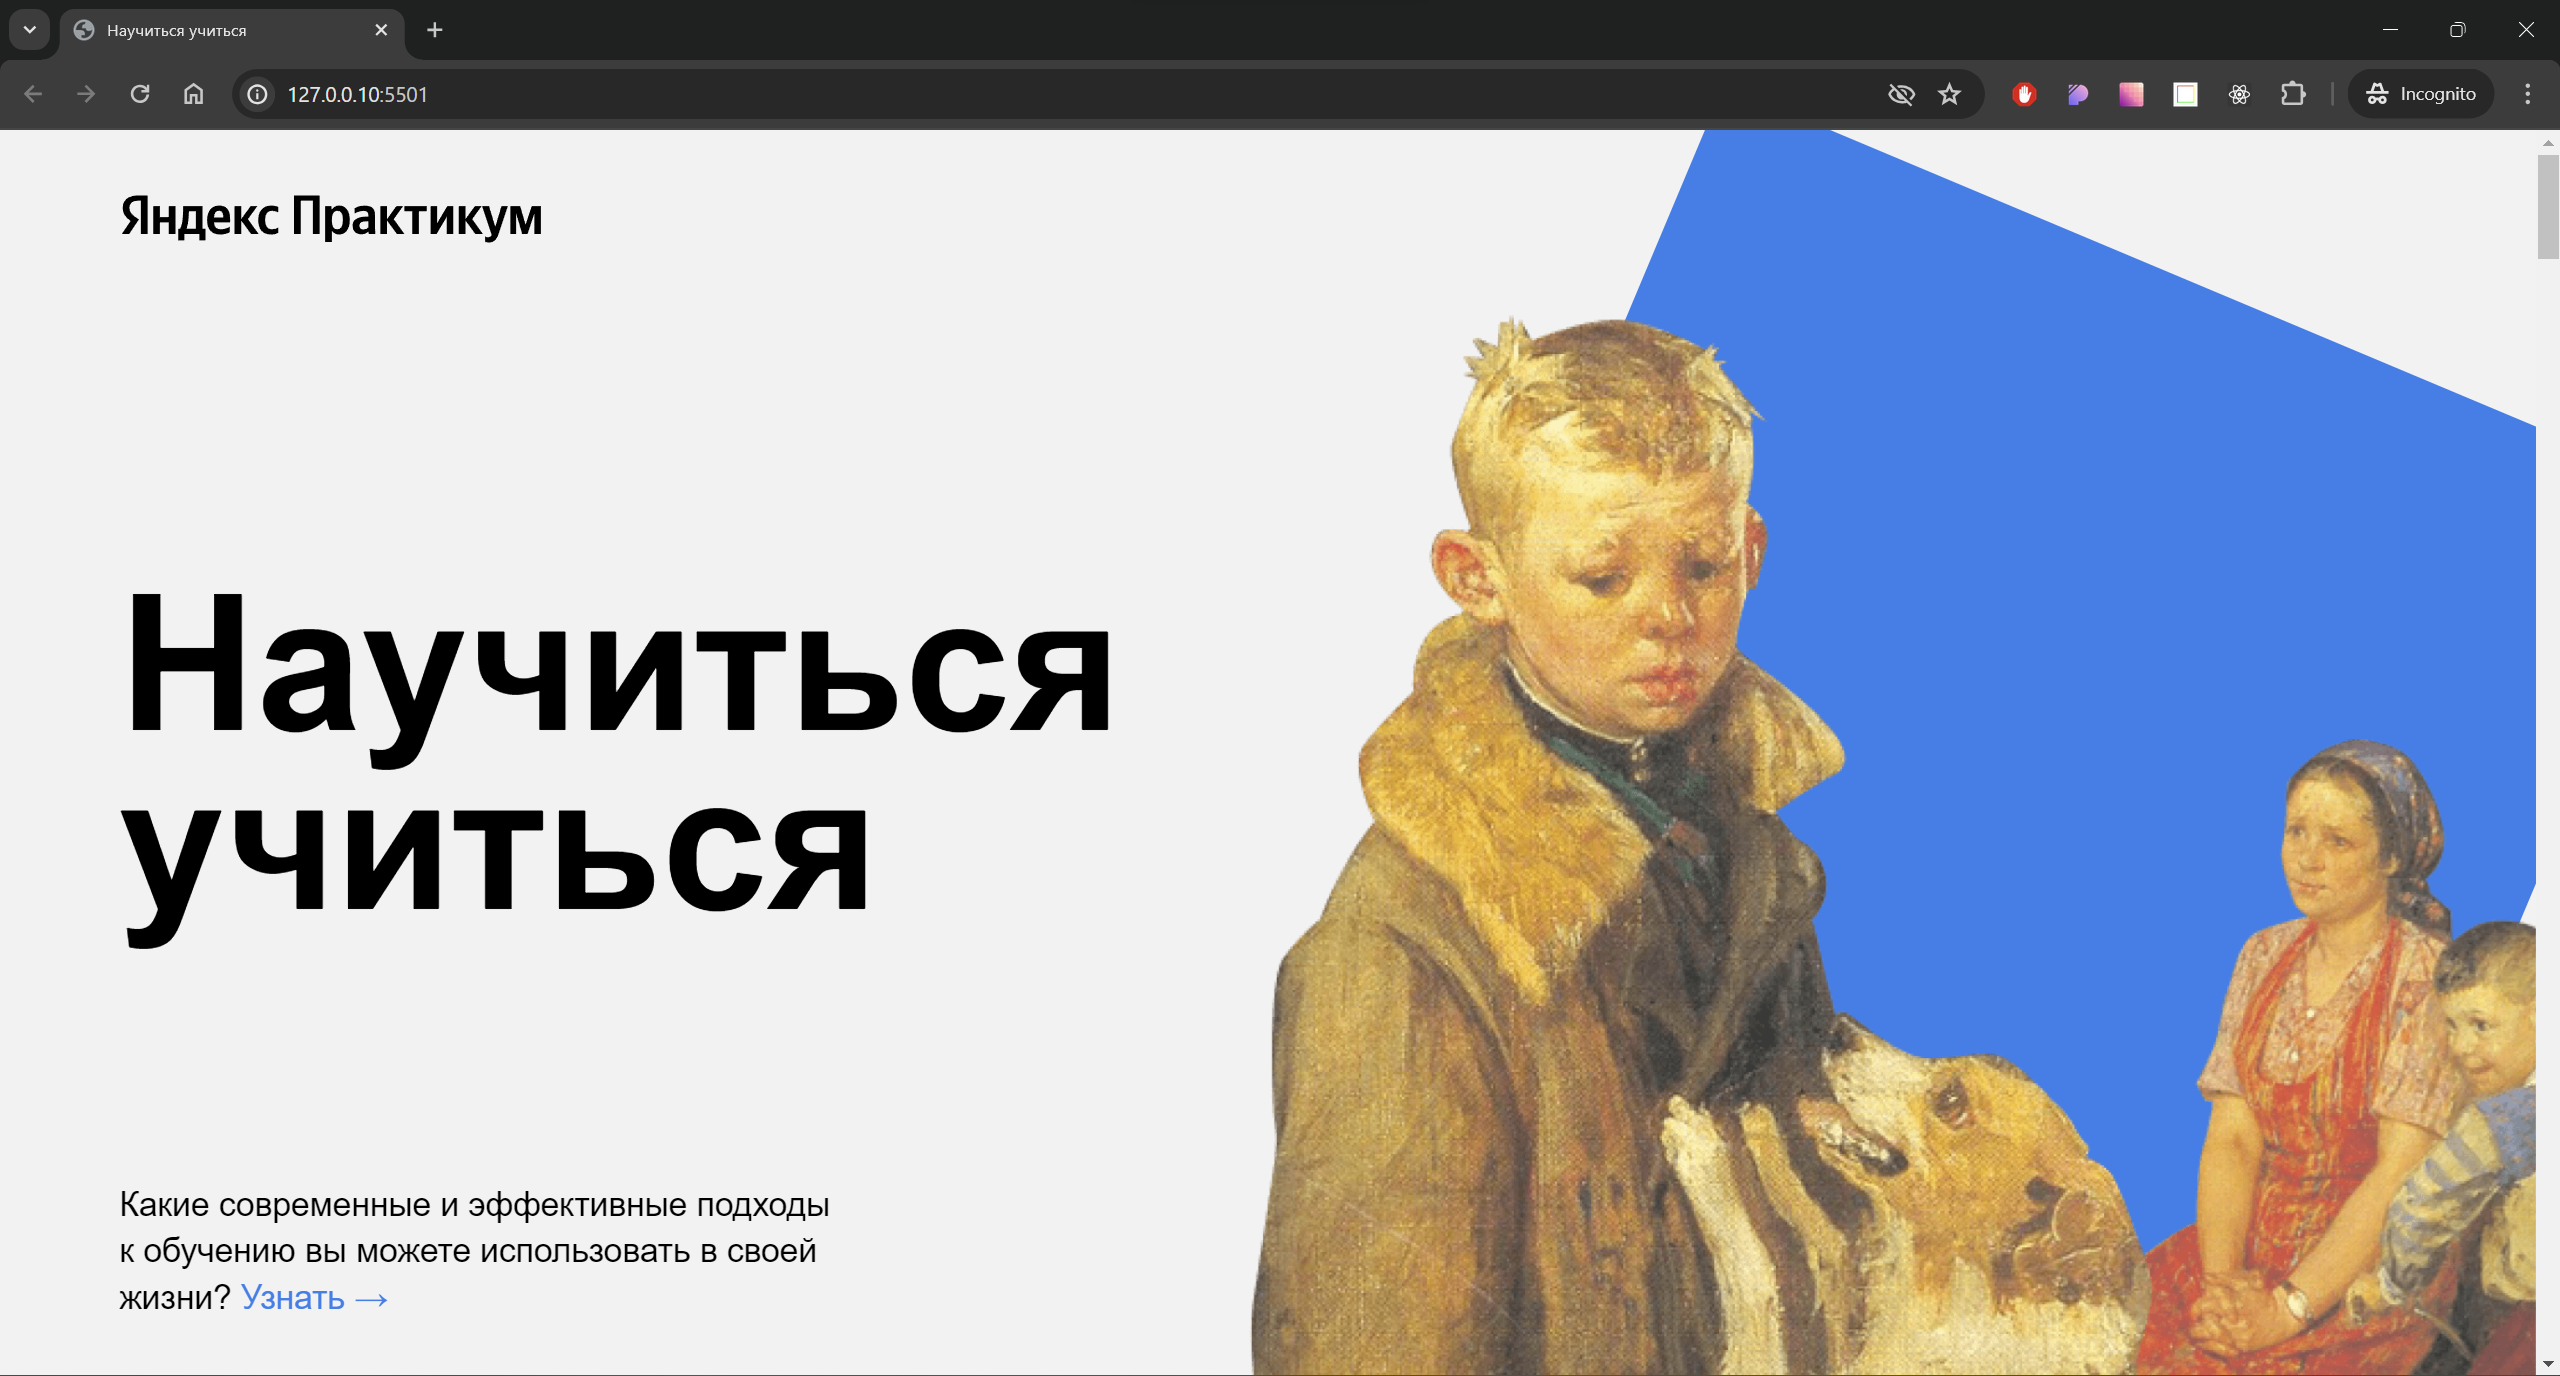 Научиться учиться
127.0.0.10:5501
Incognito
Яндекс Практикум
Научиться
учиться
Какие современные и эффективные подходы
к обучению вы можете использовать в своей
жизни? Узнать →